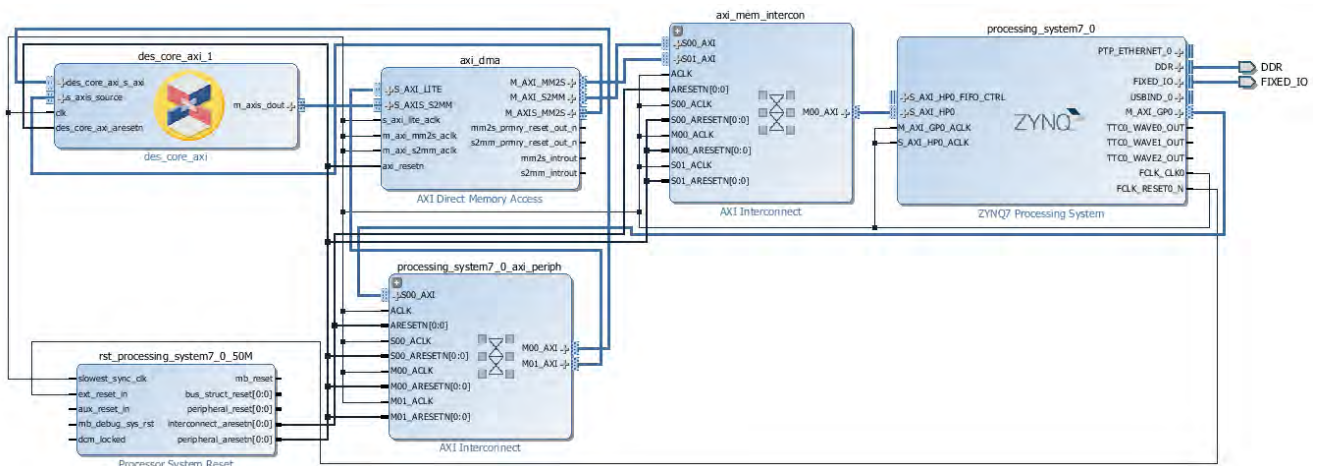 des_core_axi_1
des_core_axi_s_axi
s_axis_source
clk
des_core_axi_aresetn
m_axis_dout
des_core_axi
axi_dma
S_AXI_LITE
S_AXIS_S2MM
s_axi_lite_aclk
m_axi_mm2s_aclk
m_axi_s2mm_aclk
axi_resetn
M_AXI_MM2S
M_AXI_S2MM
M_AXIS_MM2S
mm2s_prmry_reset_out_n
s2mm_prmry_reset_out_n
mm2s_introut
s2mm_introut
AXI Direct Memory Access
axi_mem_intercon
S00_AXI
S01_AXI
ACLK
ARESETN[0:0]
S00_ACLK
S00_ARESETN[0:0]
M00_ACLK
M00_ARESETN[0:0]
S01_ACLK
S01_ARESETN[0:0]
M00_AXI
AXI Interconnect
processing_system7_0
S_AXI_HP0_FIFO_CTRL
S_AXI_HP0
M_AXI_GP0_ACLK
S_AXI_HP0_ACLK
ZYNQ
PTP_ETHERNET_0
DDR
FIXED_IO
USBIND_0
M_AXI_GP0
TTC0_WAVE0_OUT
TTC0_WAVE1_OUT
TTC0_WAVE2_OUT
FCLK_CLK0
FCLK_RESET0_N
ZYNQ7 Processing System
DDR
FIXED_IO
processing_system7_0_axi_periph
S00_AXI
ACLK
ARESETN[0:0]
S00_ACLK
S00_ARESETN[0:0]
M00_ACLK
M00_ARESETN[0:0]
M01_ACLK
M01_ARESETN[0:0]
M00_AXI
M01_AXI
AXI Interconnect
rst_processing_system7_0_50M
slowest_sync_clk
ext_reset_in
aux_reset_in
mb_debug_sys_rst
dcm_locked
mb_reset
bus_struct_reset[0:0]
peripheral_reset[0:0]
interconnect_aresetn[0:0]
peripheral_aresetn[0:0]
Processor System Reset